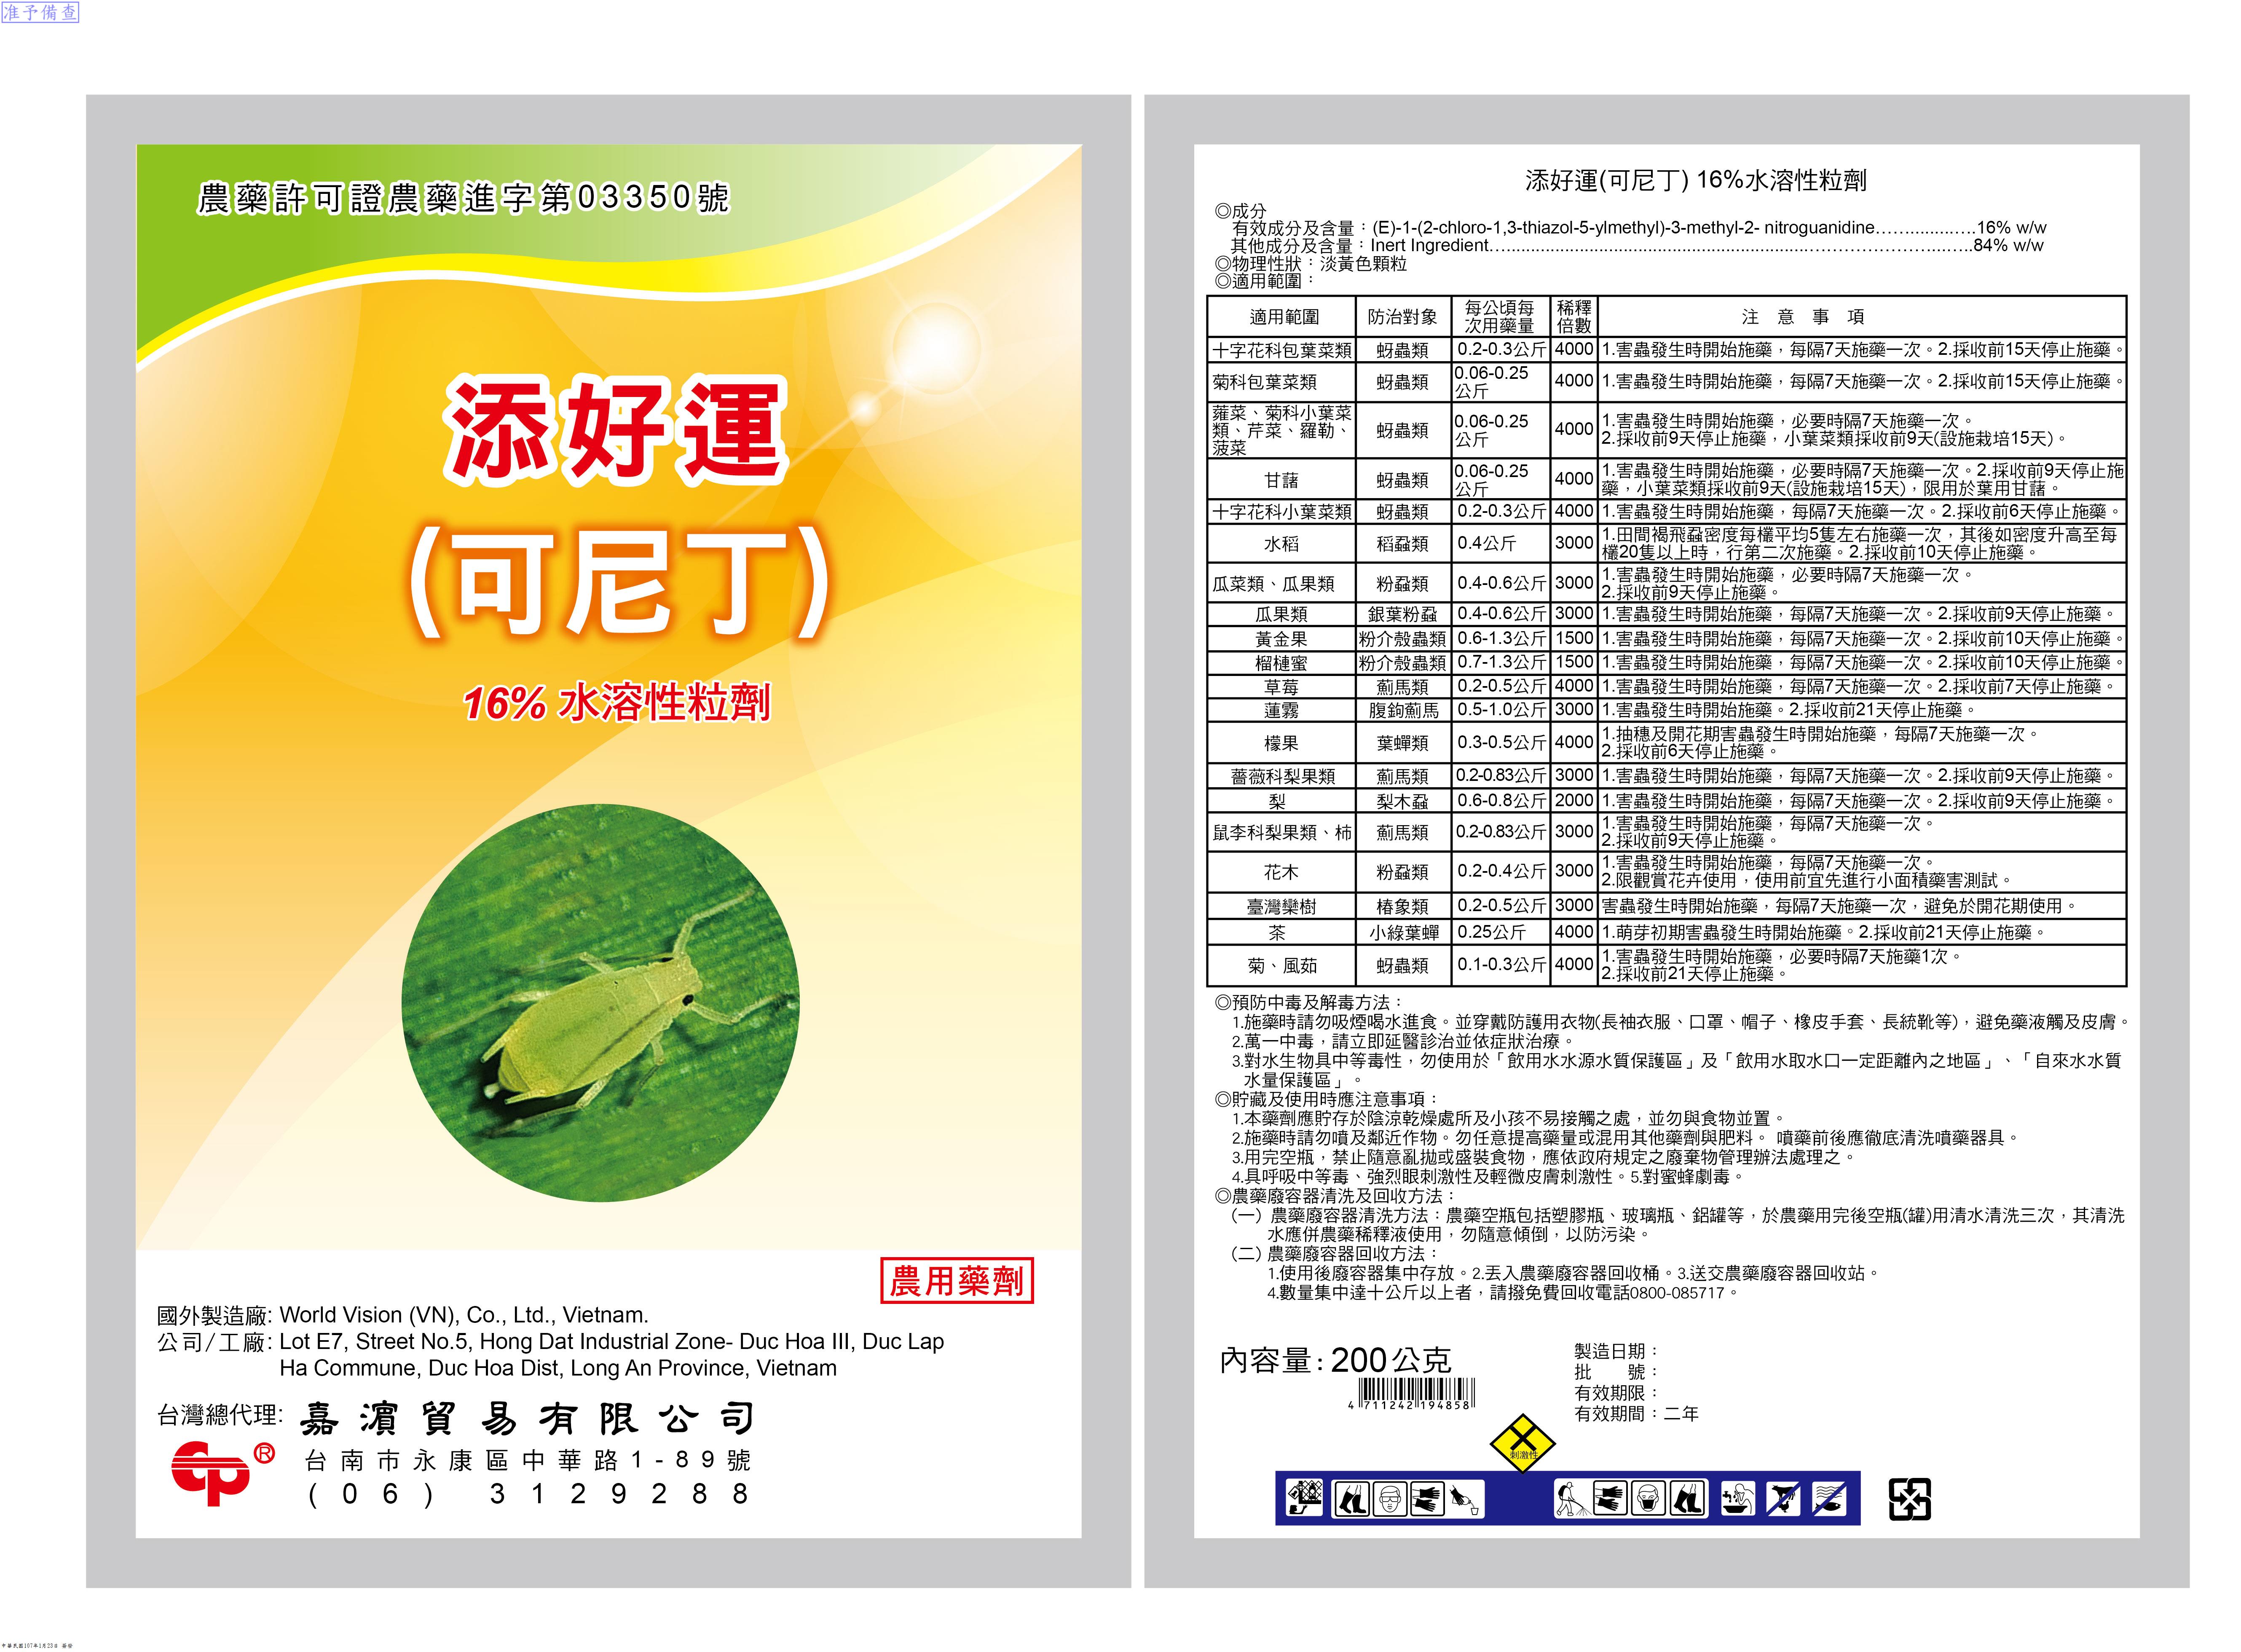 准予備查
農藥許可證農藥進字第03350號
添好運
(可尼丁)
16% 水溶性粒劑
農用藥劑
國外製造廠: World Vision (VN), Co., Ltd., Vietnam.
公司/工廠: Lot E7, Street No.5, Hong Dat Industrial Zone- Duc Hoa III, Duc Lap
Ha Commune, Duc Hoa Dist, Long An Province, Vietnam
台灣總代理: 嘉濵貿易有限公司
台南市永康區中華路1-89號
(06) 3129288
CP®
添好運(可尼丁) 16%水溶性粒劑
◎成分
有效成分及含量：(E)-1-(2-chloro-1,3-thiazol-5-ylmethyl)-3-methyl-2- nitroguanidine…..............16% w/w
其他成分及含量：Inert Ingredient…...............................................................................84% w/w
◎物理性狀：淡黃色顆粒
◎適用範圍：
適用範圍 防治對象 每公頃每次用藥量 稀釋倍數 注 意 事 項
十字花科包葉菜類 蚜蟲類 0.2-0.3公斤 4000 1.害蟲發生時開始施藥，每隔7天施藥一次。2.採收前15天停止施藥。
菊科包葉菜類 蚜蟲類 0.06-0.25公斤 4000 1.害蟲發生時開始施藥，每隔7天施藥一次。2.採收前15天停止施藥。
蕹菜、菊科小葉菜類、芹菜、羅勒、菠菜 蚜蟲類 0.06-0.25公斤 4000 1.害蟲發生時開始施藥，必要時隔7天施藥一次。
2.採收前9天停止施藥，小葉菜類採收前9天(設施栽培15天)。
甘藷 蚜蟲類 0.06-0.25公斤 4000 1.害蟲發生時開始施藥，必要時隔7天施藥一次。2.採收前9天停止施
藥，小葉菜類採收前9天(設施栽培15天)，限用於葉用甘藷。
十字花科小葉菜類 蚜蟲類 0.2-0.3公斤 4000 1.害蟲發生時開始施藥，每隔7天施藥一次。2.採收前6天停止施藥。
水稻 稻蝨類 0.4公斤 3000 1.田間褐飛蝨密度每欉平均5隻左右施藥一次，其後如密度升高至每
欉20隻以上時，行第二次施藥。2.採收前10天停止施藥。
瓜菜類、瓜果類 粉蝨類 0.4-0.6公斤 3000 1.害蟲發生時開始施藥，必要時隔7天施藥一次。
2.採收前9天停止施藥。
瓜果類 銀葉粉蝨 0.4-0.6公斤 3000 1.害蟲發生時開始施藥，每隔7天施藥一次。2.採收前9天停止施藥。
黃金果 粉介殼蟲類 0.6-1.3公斤 1500 1.害蟲發生時開始施藥，每隔7天施藥一次。2.採收前10天停止施藥。
榴槤蜜 粉介殼蟲類 0.7-1.3公斤 1500 1.害蟲發生時開始施藥，每隔7天施藥一次。2.採收前10天停止施藥。
草莓 薊馬類 0.2-0.5公斤 4000 1.害蟲發生時開始施藥，每隔7天施藥一次。2.採收前7天停止施藥。
蓮霧 腹鉤薊馬 0.5-1.0公斤 3000 1.害蟲發生時開始施藥。2.採收前21天停止施藥。
檬果 葉蟬類 0.3-0.5公斤 4000 1.抽穗及開花期害蟲發生時開始施藥，每隔7天施藥一次。
2.採收前6天停止施藥。
薔薇科梨果類 薊馬類 0.2-0.83公斤 3000 1.害蟲發生時開始施藥，每隔7天施藥一次。2.採收前9天停止施藥。
梨 梨木蝨 0.6-0.8公斤 2000 1.害蟲發生時開始施藥，每隔7天施藥一次。2.採收前9天停止施藥。
鼠李科梨果類、柿 薊馬類 0.2-0.83公斤 3000 1.害蟲發生時開始施藥，每隔7天施藥一次。
2.採收前9天停止施藥。
花木 粉蝨類 0.2-0.4公斤 3000 1.害蟲發生時開始施藥，每隔7天施藥一次。
2.限觀賞花卉使用，使用前宜先進行小面積藥害測試。
臺灣欒樹 椿象類 0.2-0.5公斤 3000 害蟲發生時開始施藥，每隔7天施藥一次，避免於開花期使用。
茶 小綠葉蟬 0.25公斤 4000 1.萌芽初期害蟲發生時開始施藥。2.採收前21天停止施藥。
菊、風茹 蚜蟲類 0.1-0.3公斤 4000 1.害蟲發生時開始施藥，必要時隔7天施藥1次。
2.採收前21天停止施藥。
◎預防中毒及解毒方法：
1.施藥時請勿吸煙喝水進食。並穿戴防護用衣物(長袖衣服、口罩、帽子、橡皮手套、長統靴等)，避免藥液觸及皮膚。
2.萬一中毒，請立即延醫診治並依症狀治療。
3.對水生物具中等毒性，勿使用於「飲用水水源水質保護區」及「飲用水取水口一定距離內之地區」、「自來水水質
水量保護區」。
◎貯藏及使用時應注意事項：
1.本藥劑應貯存於陰涼乾燥處所及小孩不易接觸之處，並勿與食物並置。
2.施藥時請勿噴及鄰近作物。勿任意提高藥量或混用其他藥劑與肥料。 噴藥前後應徹底清洗噴藥器具。
3.用完空瓶，禁止隨意亂拋或盛裝食物，應依政府規定之廢棄物管理辦法處理之。
4.具呼吸中等毒、強烈眼刺激性及輕微皮膚刺激性。5.對蜜蜂劇毒。
◎農藥廢容器清洗及回收方法：
(一) 農藥廢容器清洗方法：農藥空瓶包括塑膠瓶、玻璃瓶、鋁罐等，於農藥用完後空瓶(罐)用清水清洗三次，其清洗
水應併農藥稀釋液使用，勿隨意傾倒，以防污染。
(二) 農藥廢容器回收方法：
1.使用後廢容器集中存放。2.丟入農藥廢容器回收桶。3.送交農藥廢容器回收站。
4.數量集中達十公斤以上者，請撥免費回收電話0800-085717。
內容量: 200公克
4 711242 194858
製造日期：
批　　號：
有效期限：
有效期間：二年
刺激性